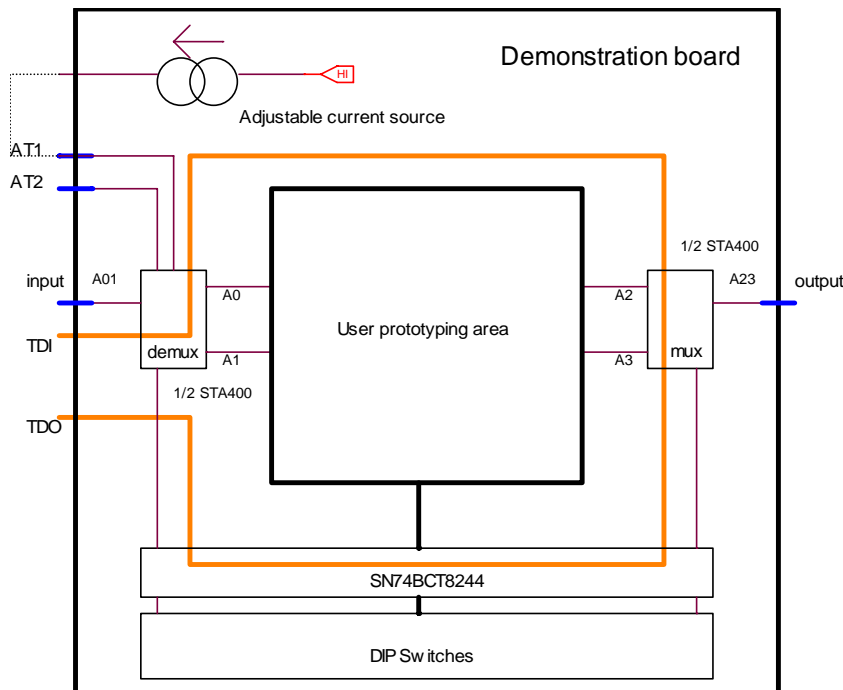 Demonstration board
HI
Adjustable current source
AT1
AT2
1/2 STA400
input
A01
A0
A2
A23
output
User prototyping area
TDI
demux
A1
A3
mux
1/2 STA400
TDO
SN74BCT8244
DIP Switches